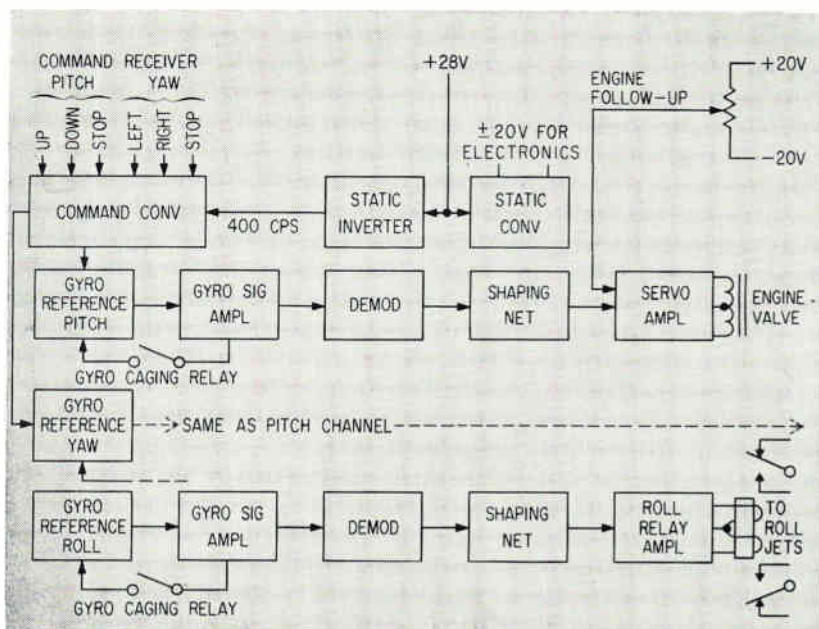 COMMAND RECEIVER
PITCH YAW
UP
DOWN
STOP
LEFT
RIGHT
STOP
+28V
ENGINE
FOLLOW-UP
+20V
-20V
± 20V FOR
ELECTRONICS
COMMAND CONV
400 CPS
STATIC
INVERTER
STATIC
CONV
GYRO
REFERENCE
PITCH
GYRO SIG
AMPL
DEMOD
SHAPING
NET
SERVO
AMPL
ENGINE-
VALVE
GYRO CAGING RELAY
GYRO
REFERENCE
YAW
SAME AS PITCH CHANNEL
GYRO
REFERENCE
ROLL
GYRO SIG
AMPL
DEMOD
SHAPING
NET
ROLL
RELAY
AMPL
TO
ROLL
JETS
GYRO CAGING RELAY